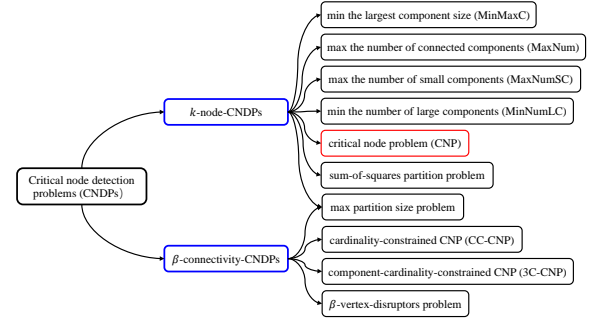 min the largest component size (MinMaxC)
max the number of connected components (MaxNum)
max the number of small components (MaxNumSC)
k-node-CNDPs
min the number of large components (MinNumLC)
critical node problem (CNP)
Critical node detection
problems (CNDPs)
sum-of-squares partition problem
max partition size problem
β-connectivity-CNDPs
cardinality-constrained CNP (CC-CNP)
component-cardinality-constrained CNP (3C-CNP)
β-vertex-disruptors problem